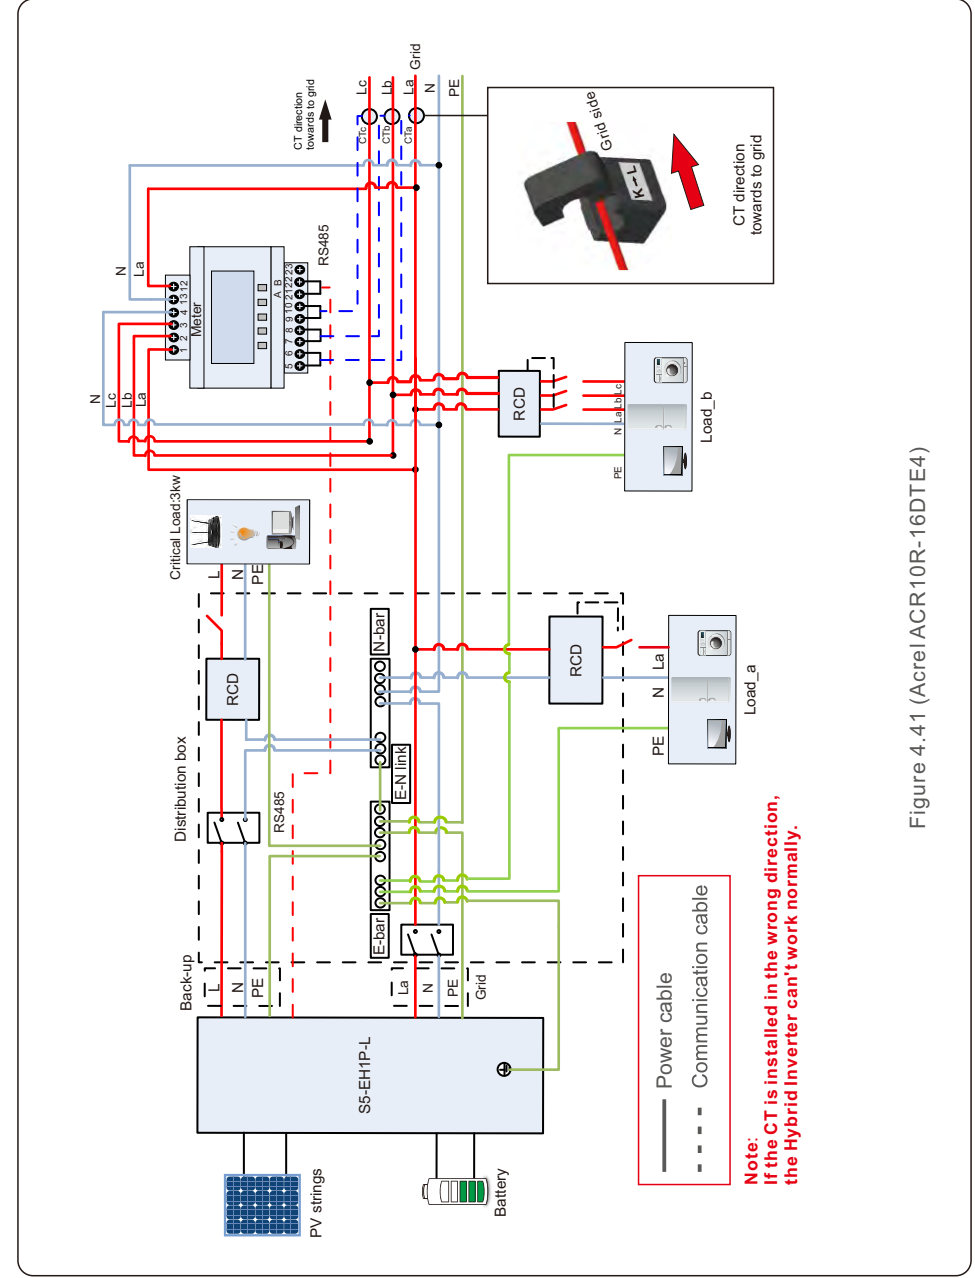 CT direction
towards to grid
Lc
Lb
La
Grid
N
PE
CTc
CTb
CTa
Grid side
K→L
CT direction
towards to grid
N
La
12
13
4
3
2
1
Meter
23
22
21
10
9
8
7
6
5
B
A
RS485
N
Lc
Lb
La
RCD
N
La
Lb
Lc
PE
Load_b
Critical Load:3kw
L
N
PE
RCD
N-bar
E-N link
E-bar
RCD
La
N
PE
Load_a
Distribution box
RS485
Back-up
L
N
PE
La
N
PE
Grid
S5-EH1P-L
PV strings
Battery
Power cable
Communication cable
Note:
If the CT is installed in the wrong direction,
the Hybrid Inverter can't work normally.
Figure 4.41 (Acrel ACR10R-16DTE4)